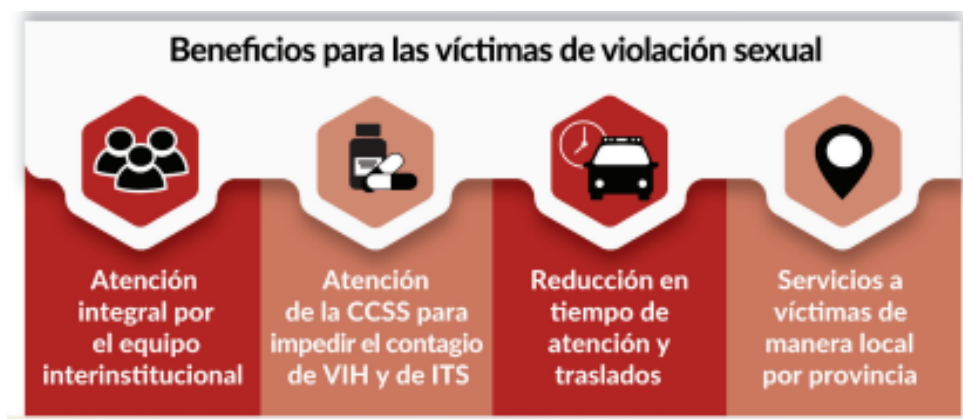 Beneficios para las víctimas de violación sexual
Atención
integral por
el equipo
interinstitucional
Atención
de la CCSS para
impedir el contagio
de VIH y de ITS
Reducción en
tiempo de
atención y
traslados
Servicios a
víctimas de
manera local
por provincia